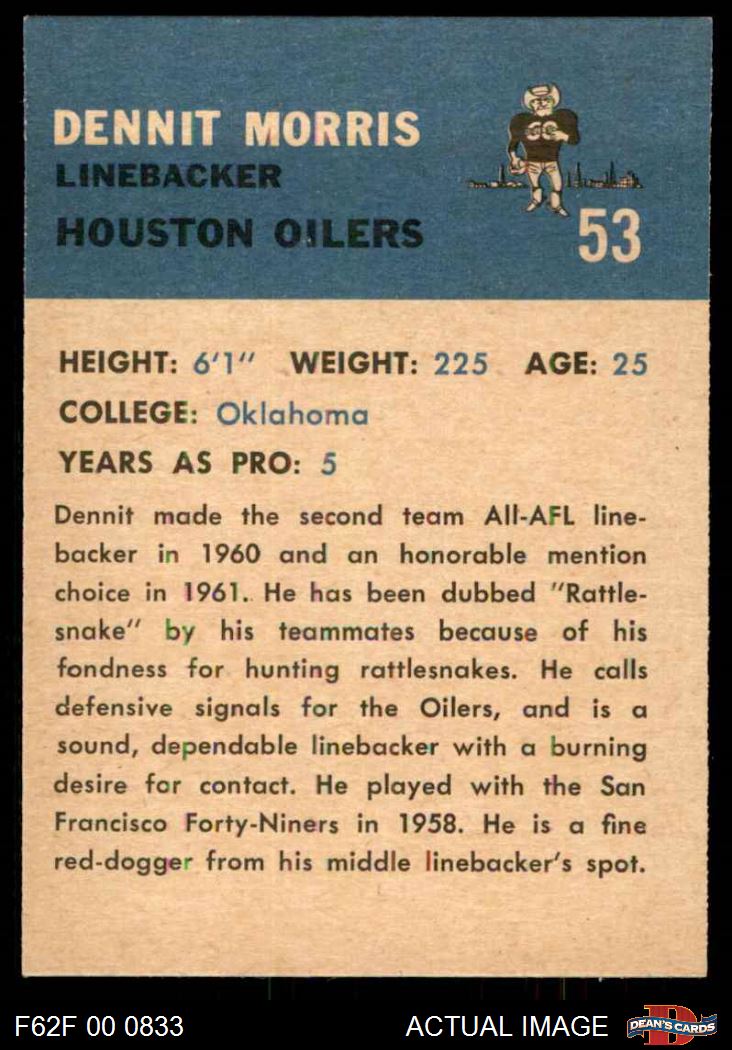 DENNIT MORRIS
LINEBACKER
HOUSTON OILERS
53
HEIGHT: 6'1" WEIGHT: 225 AGE: 25
COLLEGE: Oklahoma
YEARS AS PRO: 5
Dennit made the second team All-AFL line-
backer in 1960 and an honorable mention
choice in 1961. He has been dubbed "Rattle-
snake" by his teammates because of his
fondness for hunting rattlesnakes. He calls
defensive signals for the Oilers, and is a
sound, dependable linebacker with a burning
desire for contact. He played with the San
Francisco Forty-Niners in 1958. He is a fine
red-dogger from his middle linebacker's spot.
F62F 00 0833 ACTUAL IMAGE D DEAN'S CARDS